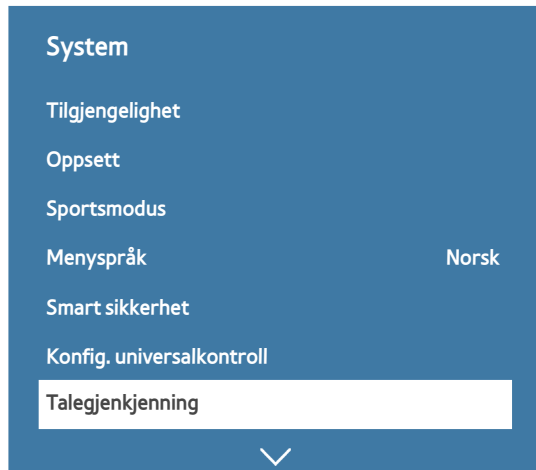 System
Tilgjengelighet
Oppsett
Sportsmodus
Menyspråk Norsk
Smart sikkerhet
Konfig. universalkontroll
Talegjenkjenning